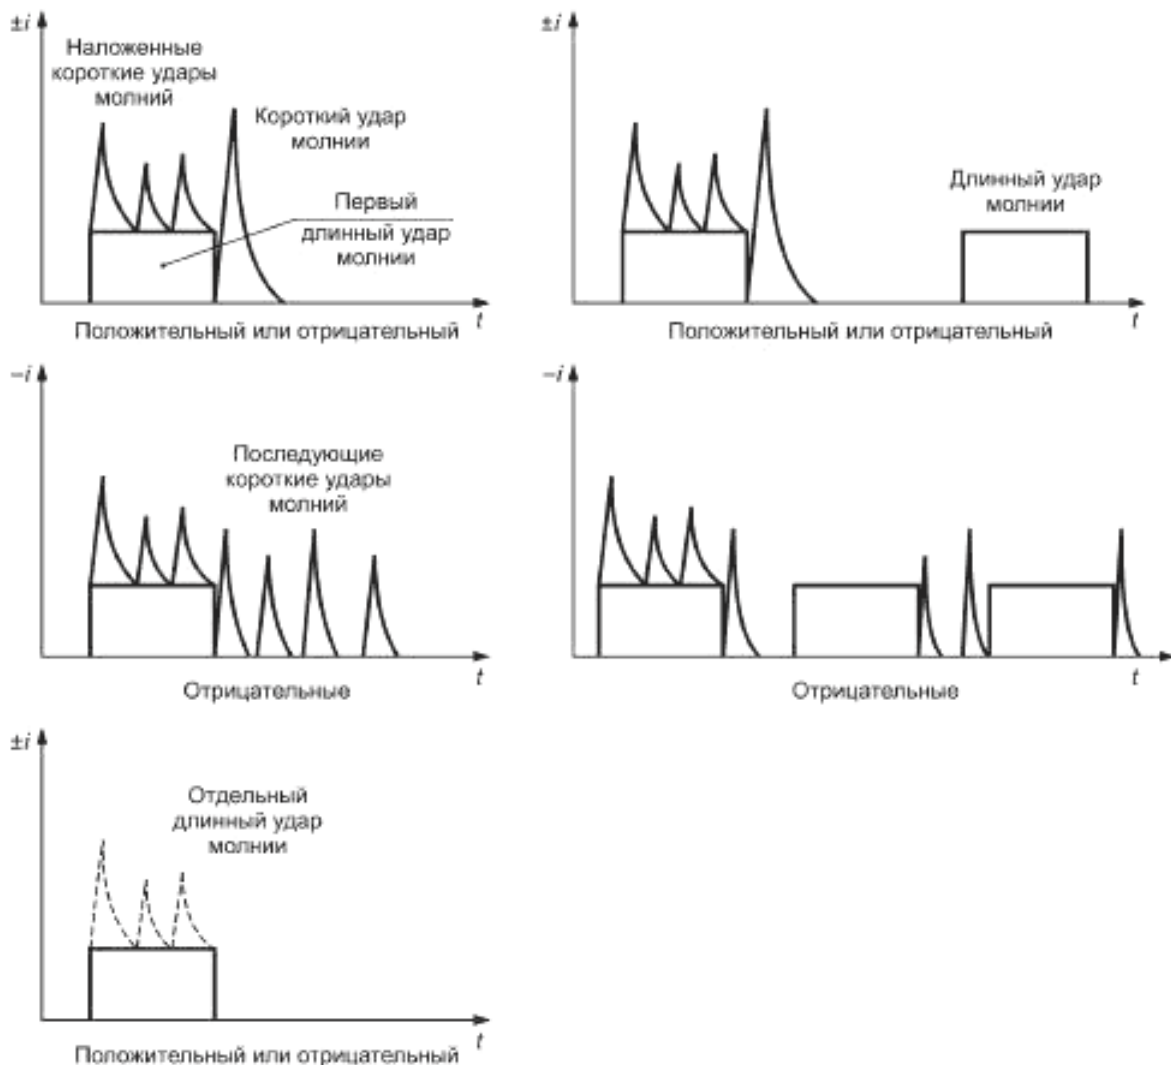 ±i
Наложенные
короткие удары
молний
Короткий удар
молнии
Первый
длинный удар
молнии
t
Положительный или отрицательный
±i
Длинный удар
молнии
t
Положительный или отрицательный
–i
Последующие
короткие удары
молний
t
Отрицательные
–i
t
Отрицательные
±i
Отдельный
длинный удар
молнии
t
Положительный или отрицательный